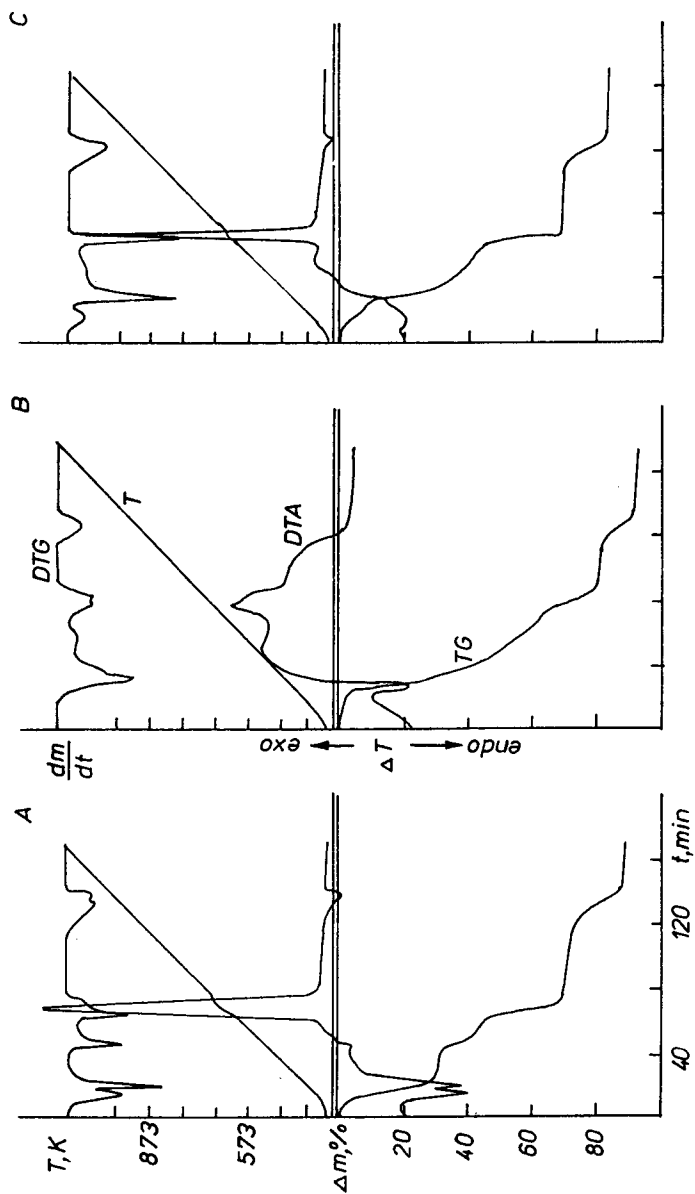 A
T, K
873
573
Δm, %
20
40
60
80
40
120
t, min
B
dm
dt
DTG
T
DTA
TG
exo
ΔT
endo
C